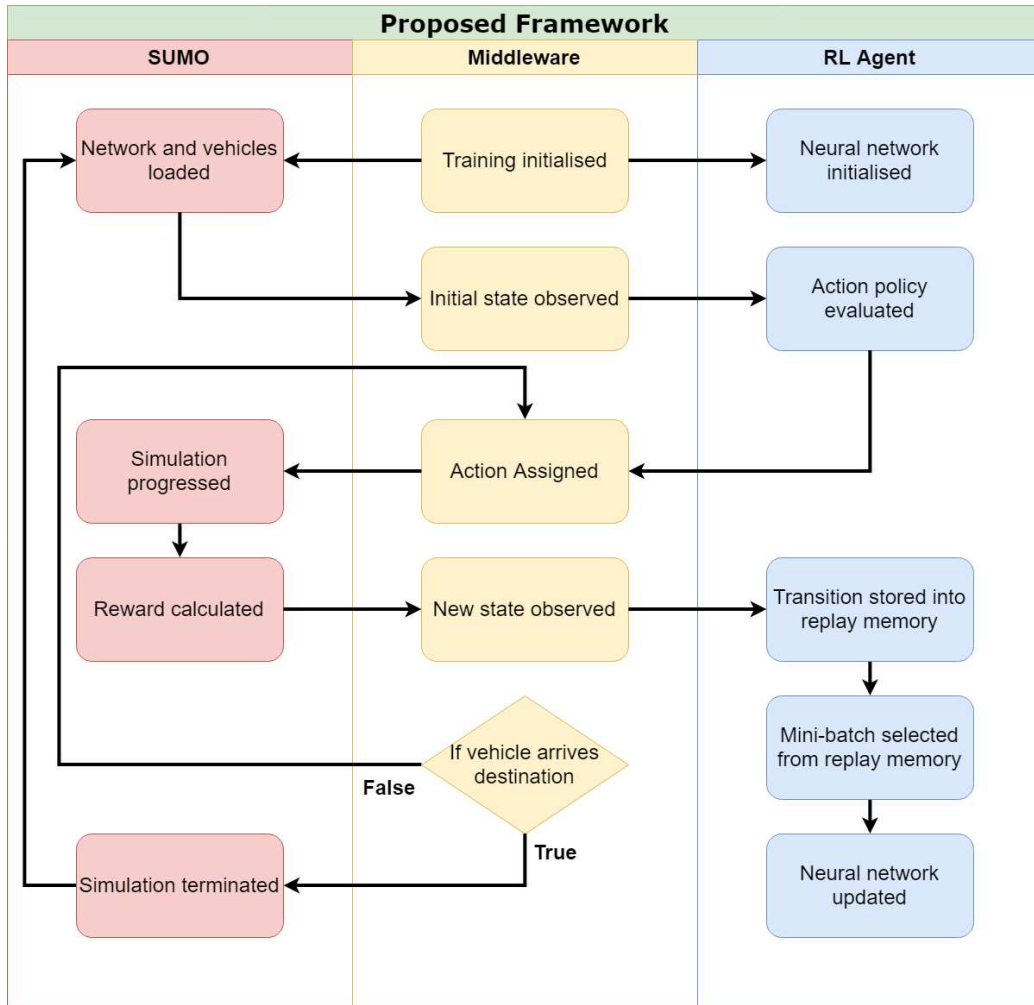 Proposed Framework
SUMO
Middleware
RL Agent
Network and vehicles
loaded
Training initialised
Neural network
initialised
Initial state observed
Action policy
evaluated
Simulation
progressed
Action Assigned
Reward calculated
New state observed
Transition stored into
replay memory
If vehicle arrives
destination
False
True
Mini-batch selected
from replay memory
Simulation terminated
Neural network
updated